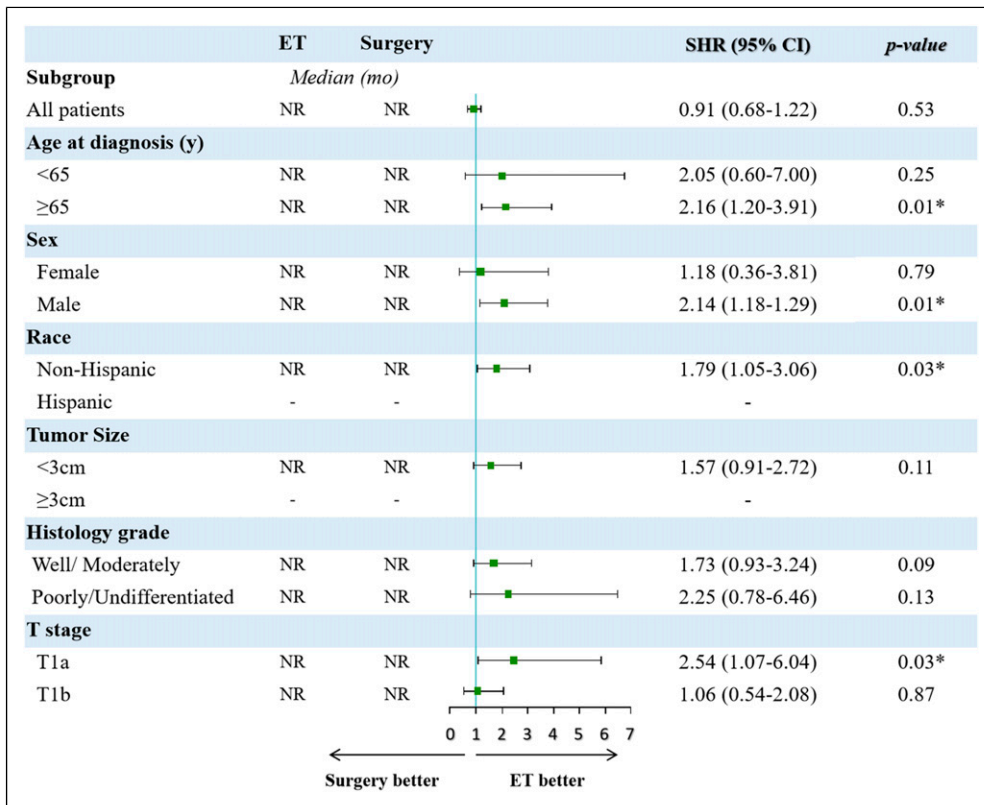 ET Surgery SHR (95% CI) p-value
Subgroup Median (mo)
All patients NR NR 0.91 (0.68-1.22) 0.53
Age at diagnosis (y)
<65 NR NR 2.05 (0.60-7.00) 0.25
≥65 NR NR 2.16 (1.20-3.91) 0.01*
Sex
Female NR NR 1.18 (0.36-3.81) 0.79
Male NR NR 2.14 (1.18-1.29) 0.01*
Race
Non-Hispanic NR NR 1.79 (1.05-3.06) 0.03*
Hispanic - - -
Tumor Size
<3cm NR NR 1.57 (0.91-2.72) 0.11
≥3cm - - -
Histology grade
Well/ Moderately NR NR 1.73 (0.93-3.24) 0.09
Poorly/Undifferentiated NR NR 2.25 (0.78-6.46) 0.13
T stage
T1a NR NR 2.54 (1.07-6.04) 0.03*
T1b NR NR 1.06 (0.54-2.08) 0.87
0 1 2 3 4 5 6 7
Surgery better ET better